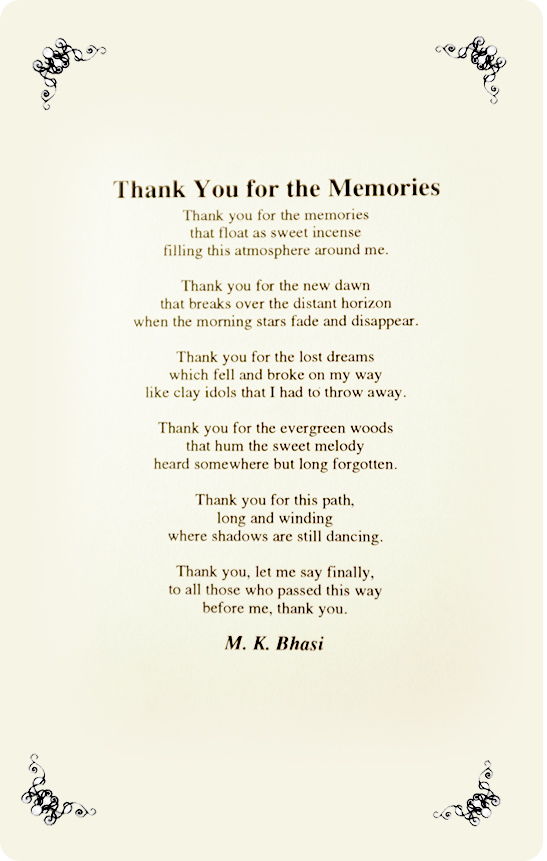 Thank You for the Memories
Thank you for the memories
that float as sweet incense
filling this atmosphere around me.
Thank you for the new dawn
that breaks over the distant horizon
when the morning stars fade and disappear.
Thank you for the lost dreams
which fell and broke on my way
like clay idols that I had to throw away.
Thank you for the evergreen woods
that hum the sweet melody
heard somewhere but long forgotten.
Thank you for this path,
long and winding
where shadows are still dancing.
Thank you, let me say finally,
to all those who passed this way
before me, thank you.
M. K. Bhasi